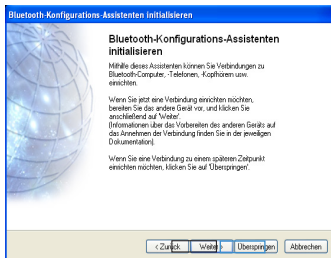 Bluetooth-Konfigurations-Assistenten initialisieren
Bluetooth-Konfigurations-Assistenten
initialisieren
Mithilfe dieses Assistenten können Sie Verbindungen zu
Bluetooth-Computer, -Telefonen, -Kopfhörern usw.
einrichten.
Wenn Sie jetzt eine Verbindung einrichten möchten,
bereiten Sie das andere Gerät vor, und klicken Sie
anschließend auf 'Weiter'.
(Informationen über das Vorbereiten des anderen Geräts auf
das Annehmen der Verbindung finden Sie in der jeweiligen
Dokumentation).
Wenn Sie eine Verbindung zu einem späteren Zeitpunkt
einrichten möchten, klicken Sie auf 'Überspringen'.
< Zurück Weiter > Überspringen Abbrechen